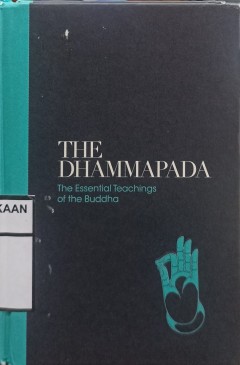 THE
DHAMMAPADA
The Essential Teachings
of the Buddha
KAAN